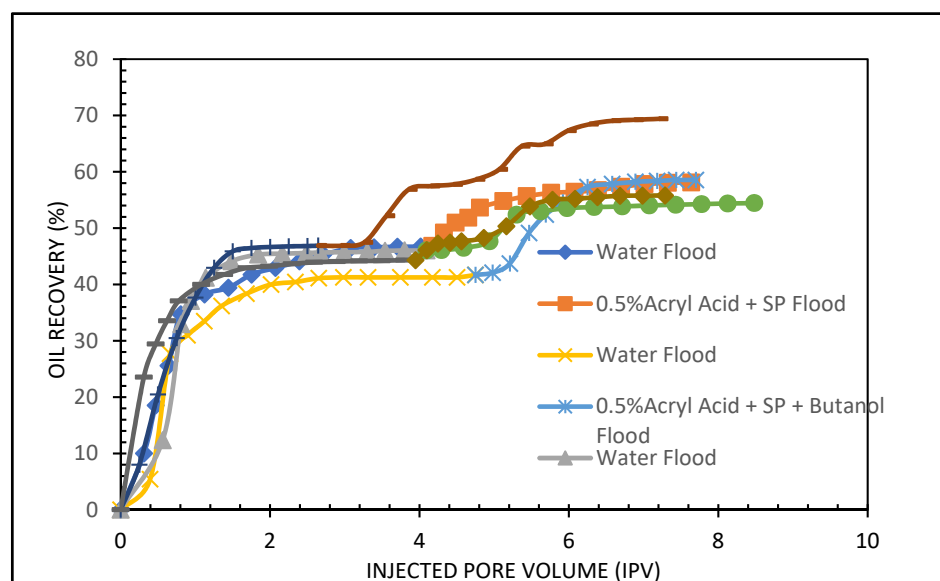 80
70
60
50
40
30
20
10
0
OIL RECOVERY (%)
Water Flood
0.5%Acryl Acid + SP Flood
Water Flood
0.5%Acryl Acid + SP + Butanol
Flood
Water Flood
0 2 4 6 8 10
INJECTED PORE VOLUME (IPV)